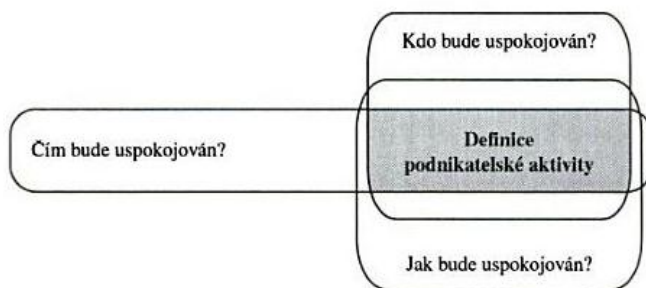 Kdo bude uspokojován?
Čím bude uspokojován?
Definice
podnikatelské aktivity
Jak bude uspokojován?